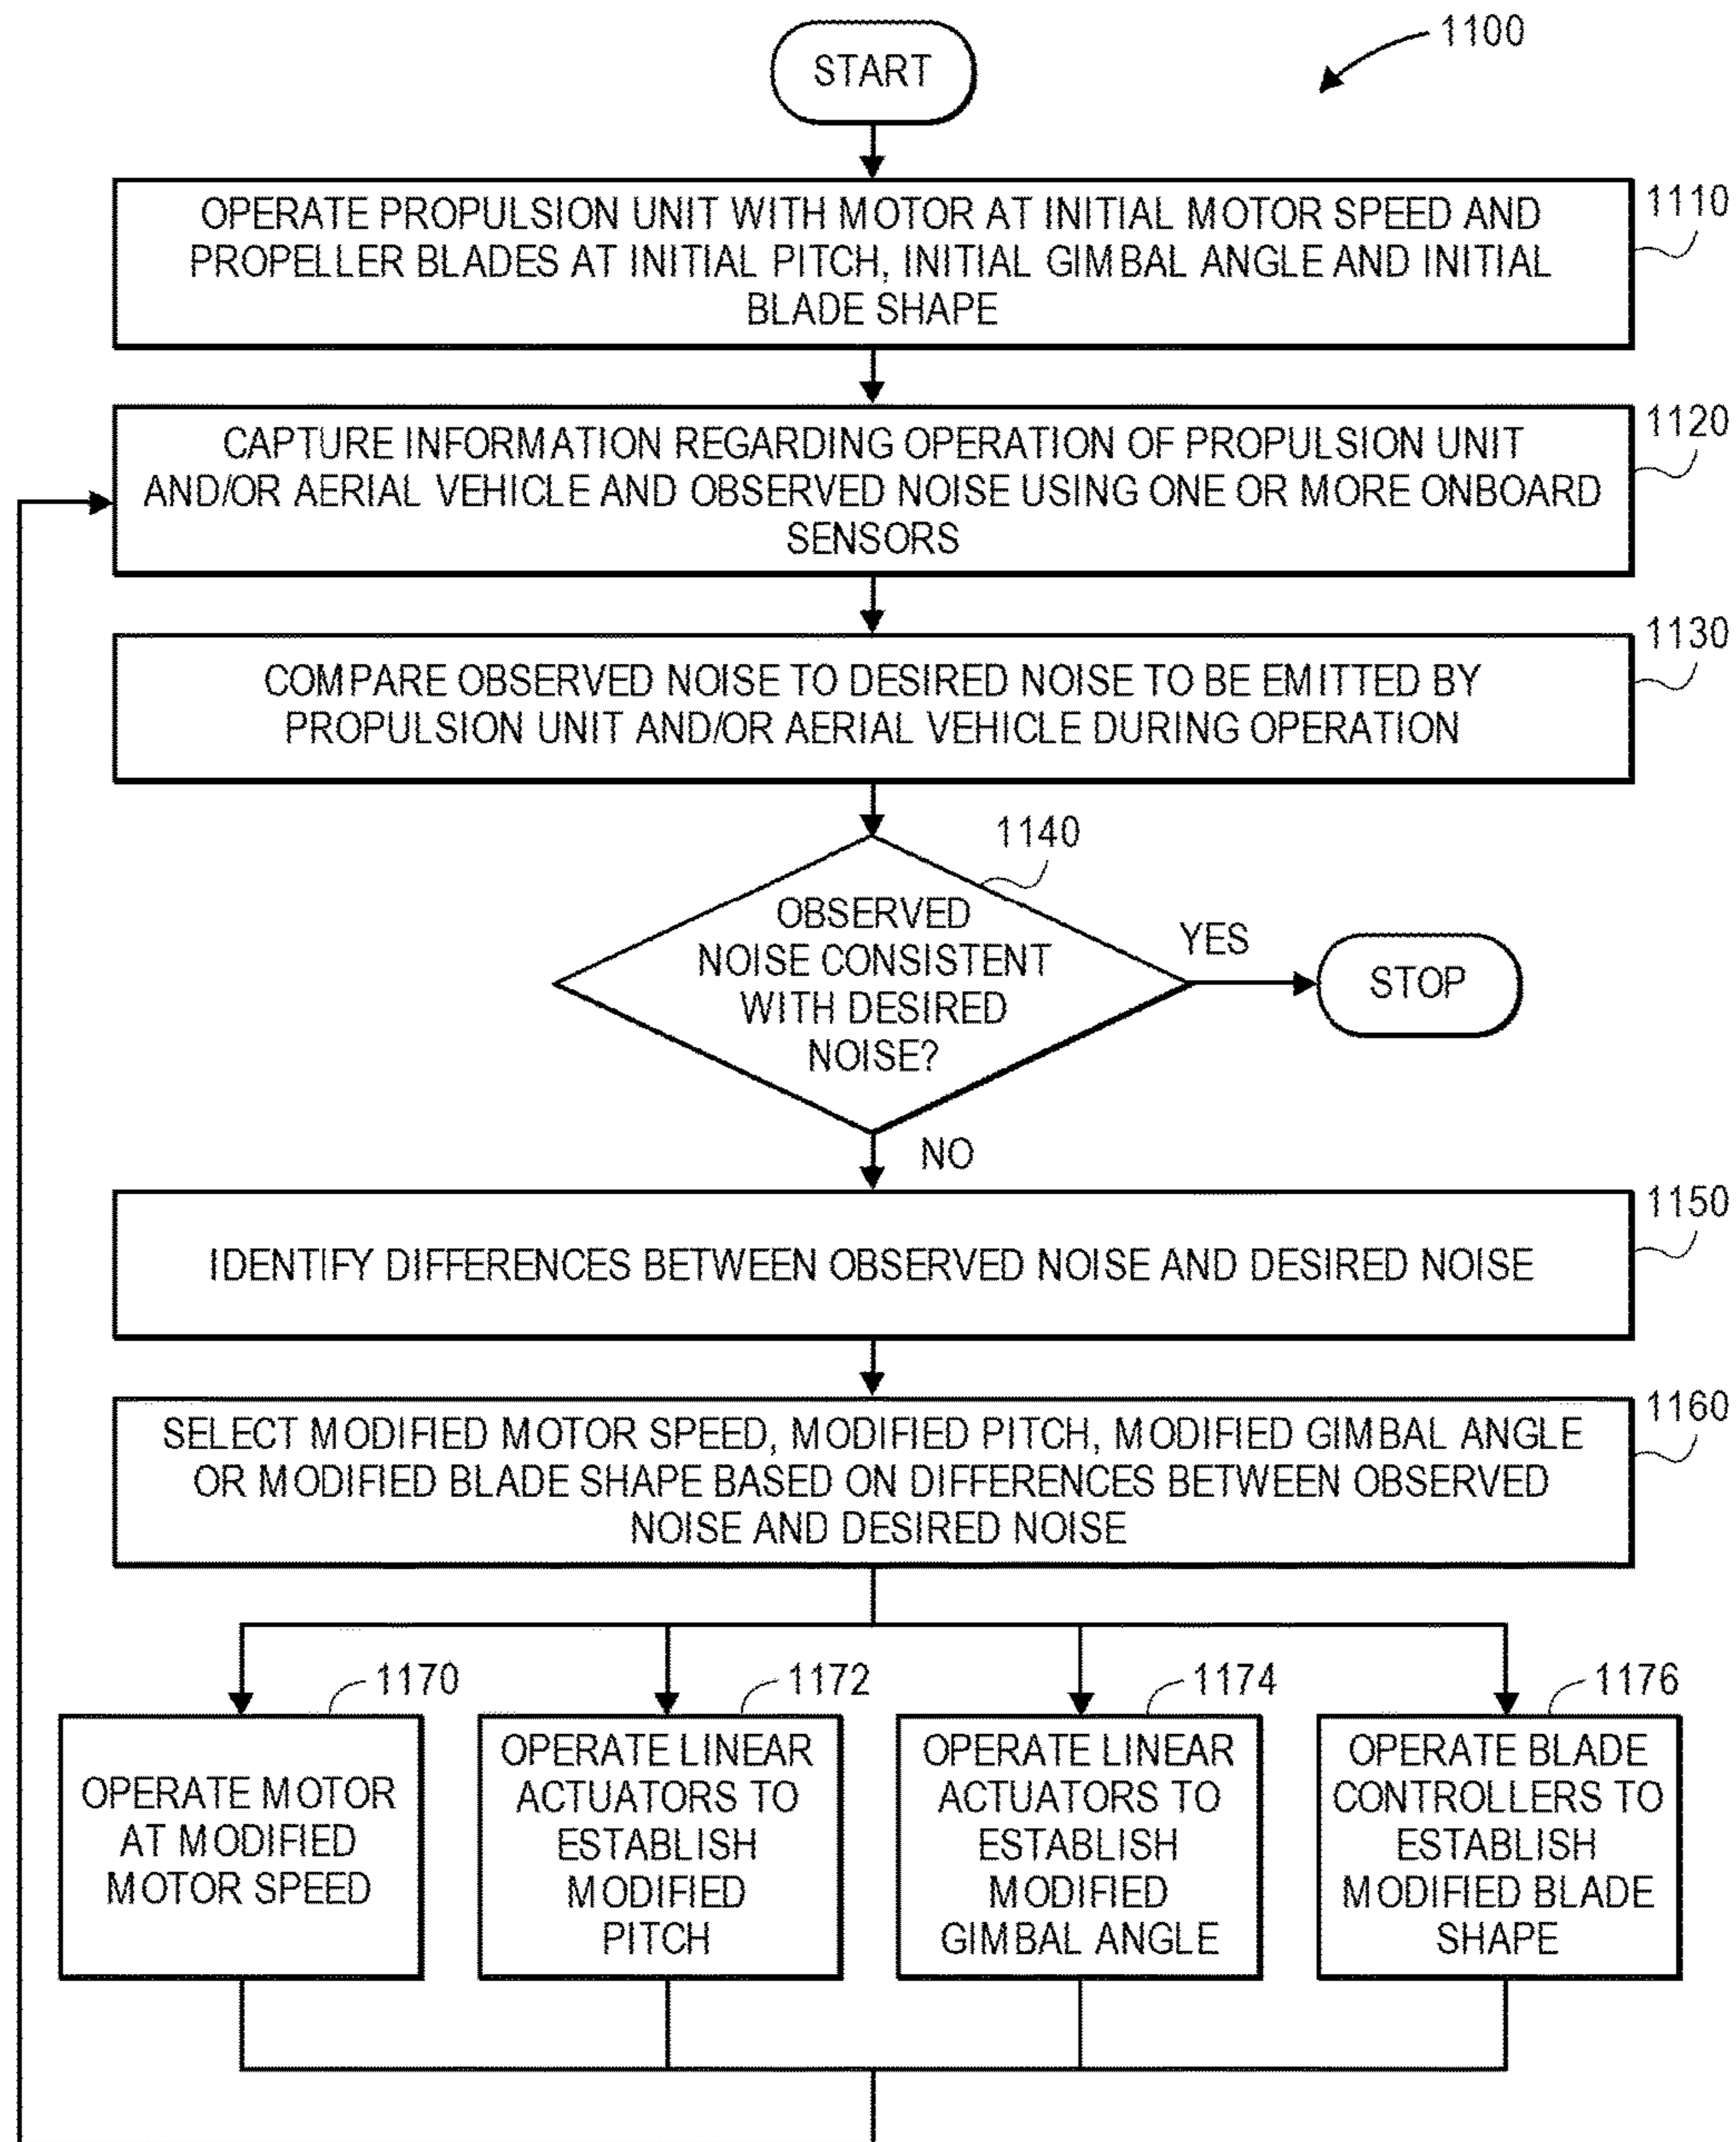 1100
START
1110
OPERATE PROPULSION UNIT WITH MOTOR AT INITIAL MOTOR SPEED AND
PROPELLER BLADES AT INITIAL PITCH, INITIAL GIMBAL ANGLE AND INITIAL
BLADE SHAPE
1120
CAPTURE INFORMATION REGARDING OPERATION OF PROPULSION UNIT
AND/OR AERIAL VEHICLE AND OBSERVED NOISE USING ONE OR MORE ONBOARD
SENSORS
1130
COMPARE OBSERVED NOISE TO DESIRED NOISE TO BE EMITTED BY
PROPULSION UNIT AND/OR AERIAL VEHICLE DURING OPERATION
1140
OBSERVED
NOISE CONSISTENT
WITH DESIRED
NOISE?
YES
STOP
NO
1150
IDENTIFY DIFFERENCES BETWEEN OBSERVED NOISE AND DESIRED NOISE
1160
SELECT MODIFIED MOTOR SPEED, MODIFIED PITCH, MODIFIED GIMBAL ANGLE
OR MODIFIED BLADE SHAPE BASED ON DIFFERENCES BETWEEN OBSERVED
NOISE AND DESIRED NOISE
1170
OPERATE MOTOR
AT MODIFIED
MOTOR SPEED
1172
OPERATE LINEAR
ACTUATORS TO
ESTABLISH
MODIFIED
PITCH
1174
OPERATE LINEAR
ACTUATORS TO
ESTABLISH
MODIFIED
GIMBAL ANGLE
1176
OPERATE BLADE
CONTROLLERS TO
ESTABLISH
MODIFIED BLADE
SHAPE